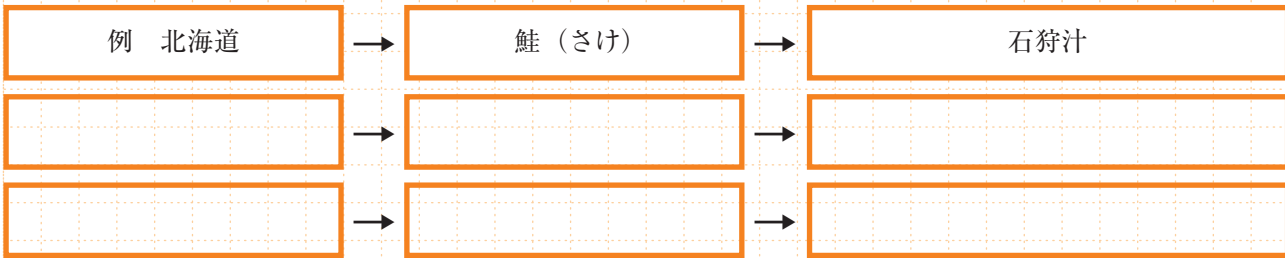 例　北海道 → 鮭（さけ） → 石狩汁
→ →
→ →